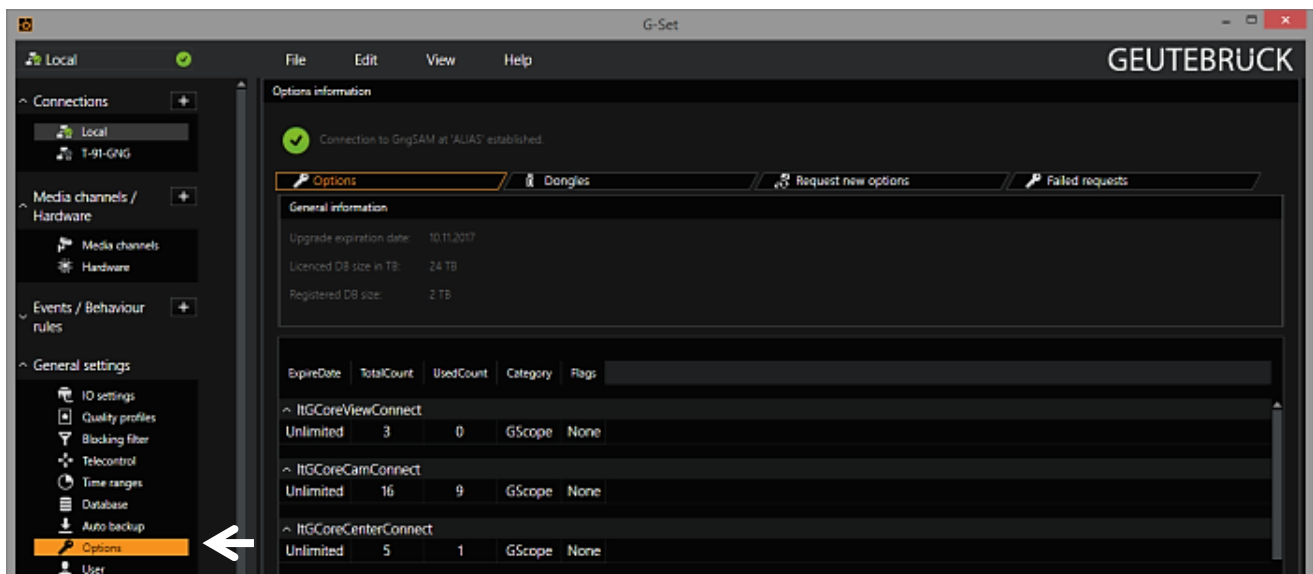 G-Set
Local
File Edit View Help
GEUTEBRÜCK
Connections
Local
T-91-GNG
Media channels /
Hardware
Media channels
Hardware
Events / Behaviour
rules
General settings
IO settings
Quality profiles
Blocking filter
Telecontrol
Time ranges
Database
Auto backup
Options
User
Options information
Connection to GngSAM at 'ALIAS' established.
Options Dongles Request new options Failed requests
General information
Upgrade expiration date: 10.11.2017
Licenced DB size in TB: 24 TB
Registered DB size: 2 TB
ExpireDate TotalCount UsedCount Category Flags
ItGCoreViewConnect
Unlimited 3 0 GScope None
ItGCoreCamConnect
Unlimited 16 9 GScope None
ItGCoreCenterConnect
Unlimited 5 1 GScope None